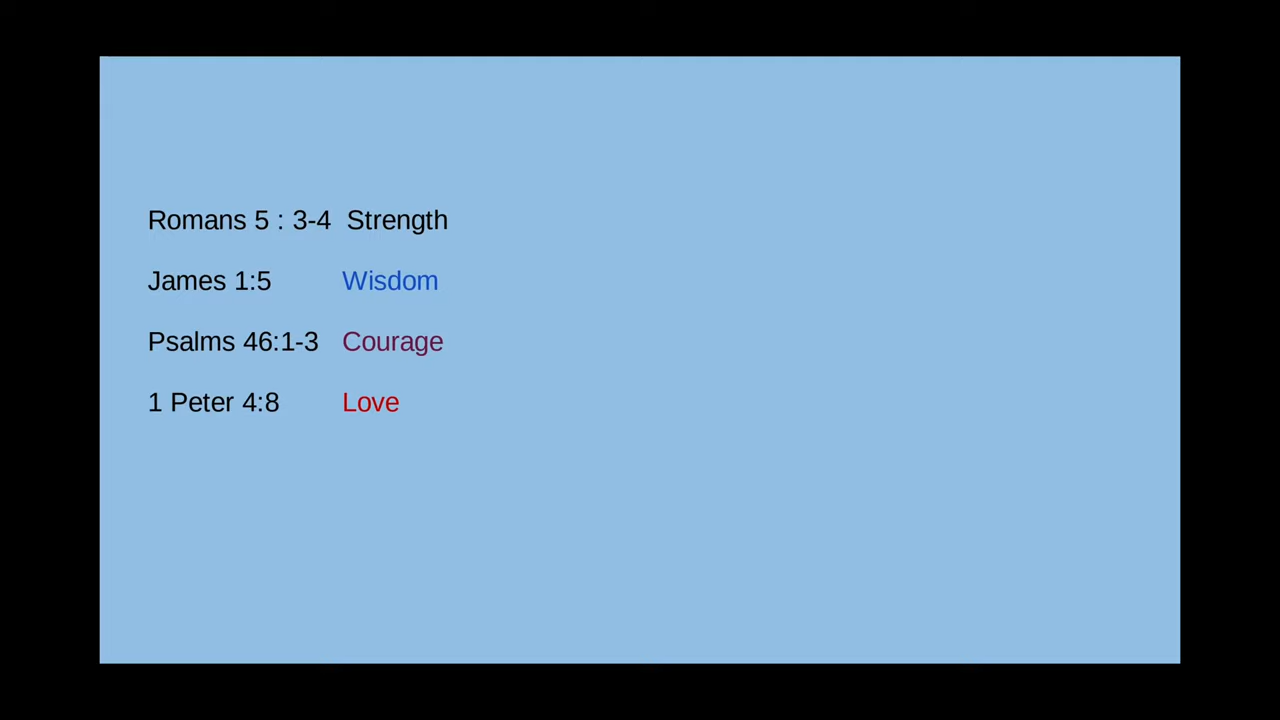 Romans 5 : 3-4 Strength
James 1:5 Wisdom
Psalms 46:1-3 Courage
1 Peter 4:8 Love